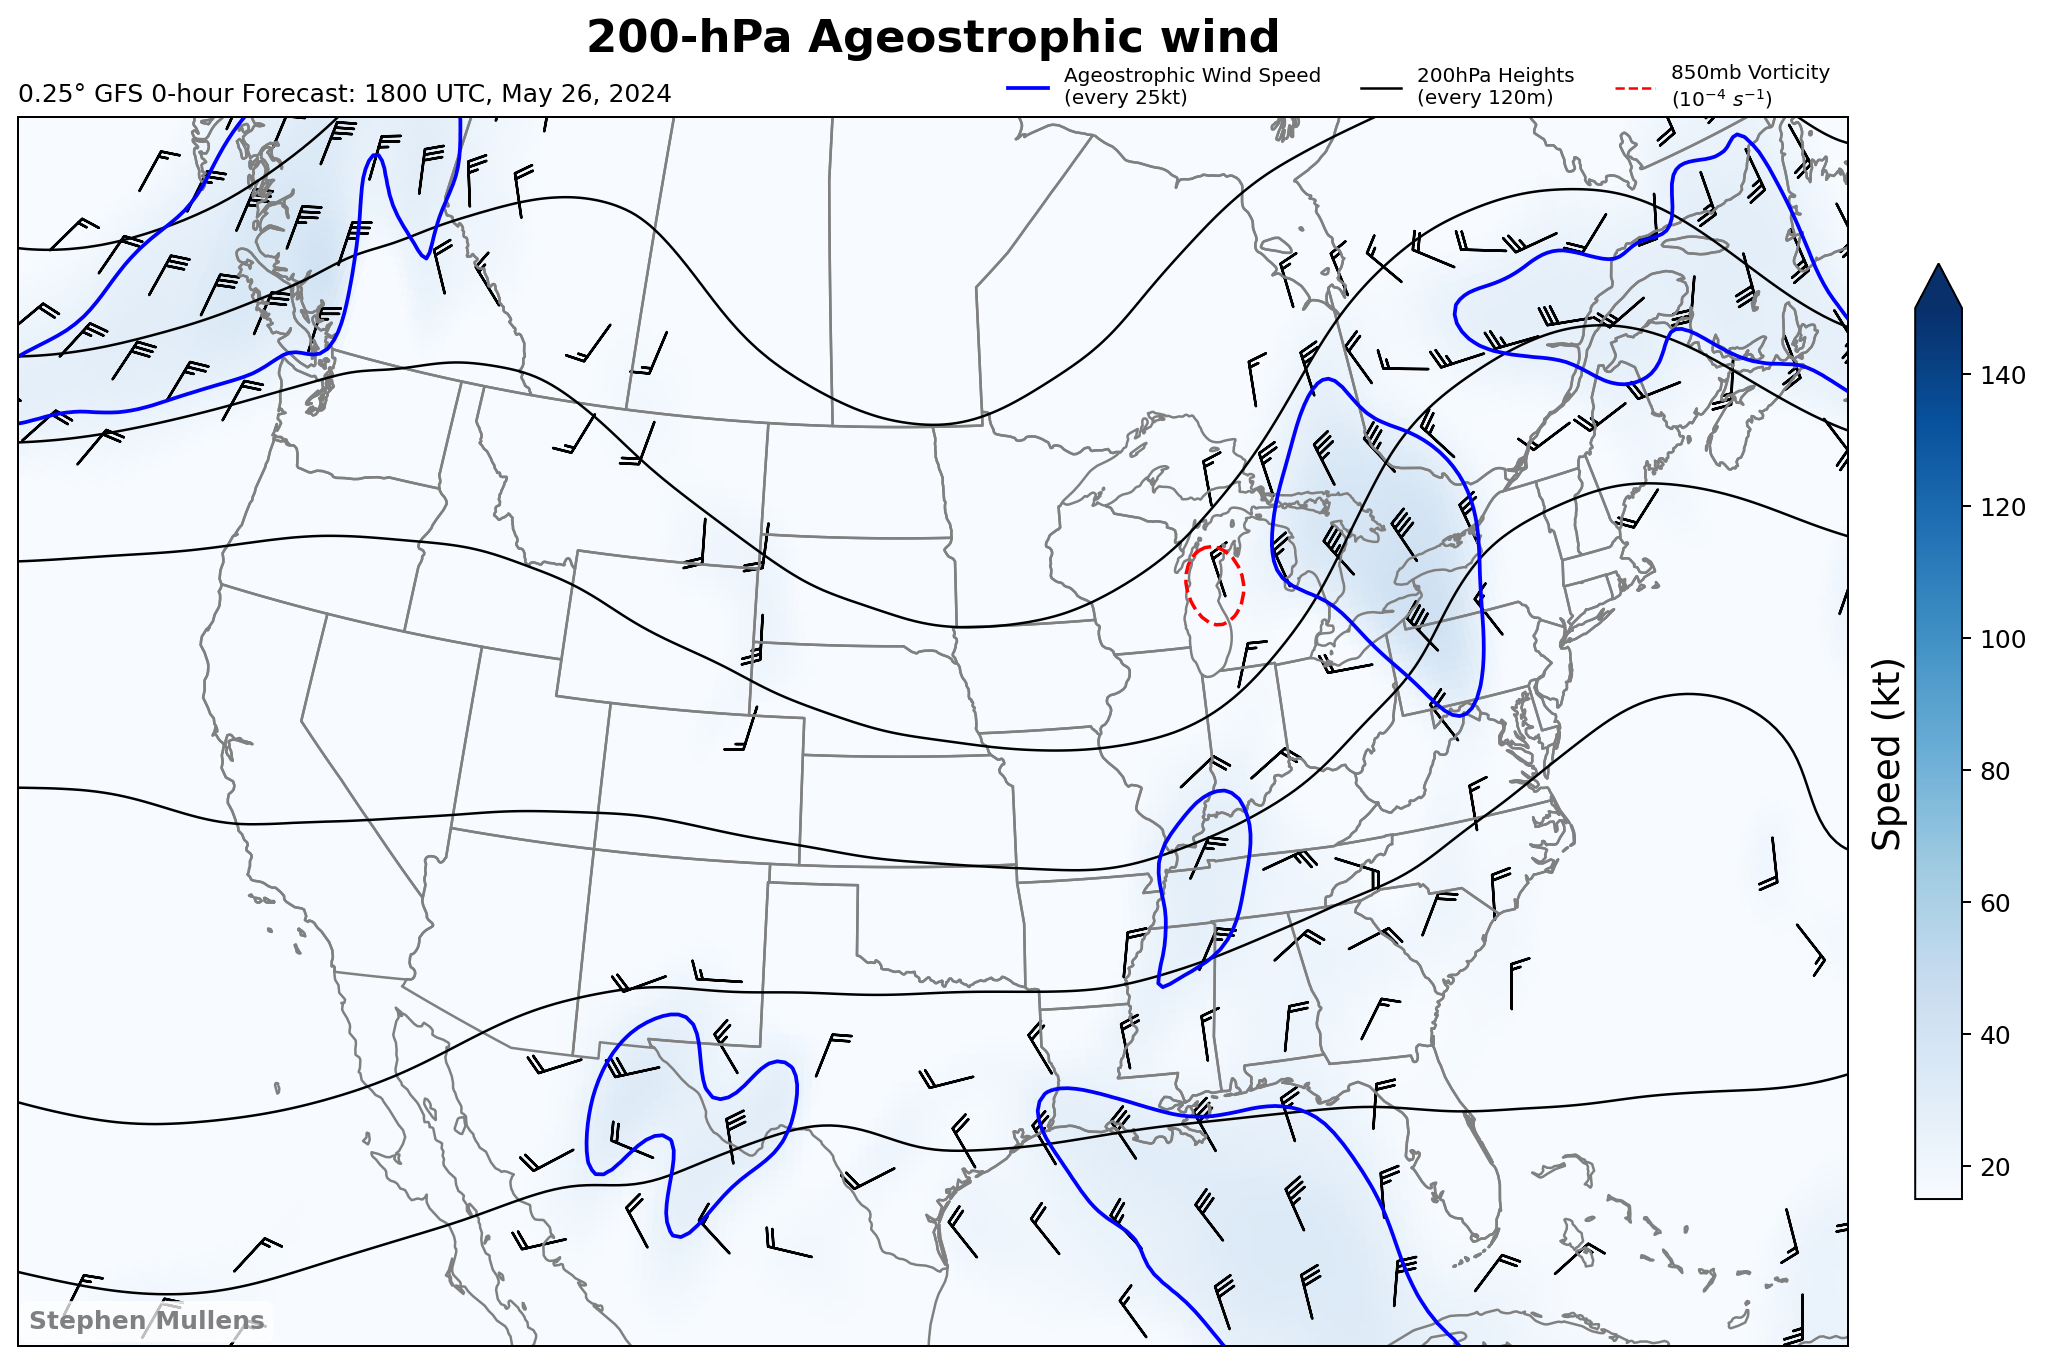 200-hPa Ageostrophic wind
0.25° GFS 0-hour Forecast: 1800 UTC, May 26, 2024
Ageostrophic Wind Speed
(every 25kt)
200hPa Heights
(every 120m)
850mb Vorticity
(10⁻⁴ s⁻¹)
140
120
100
80
60
40
20
Speed (kt)
Stephen Mullens